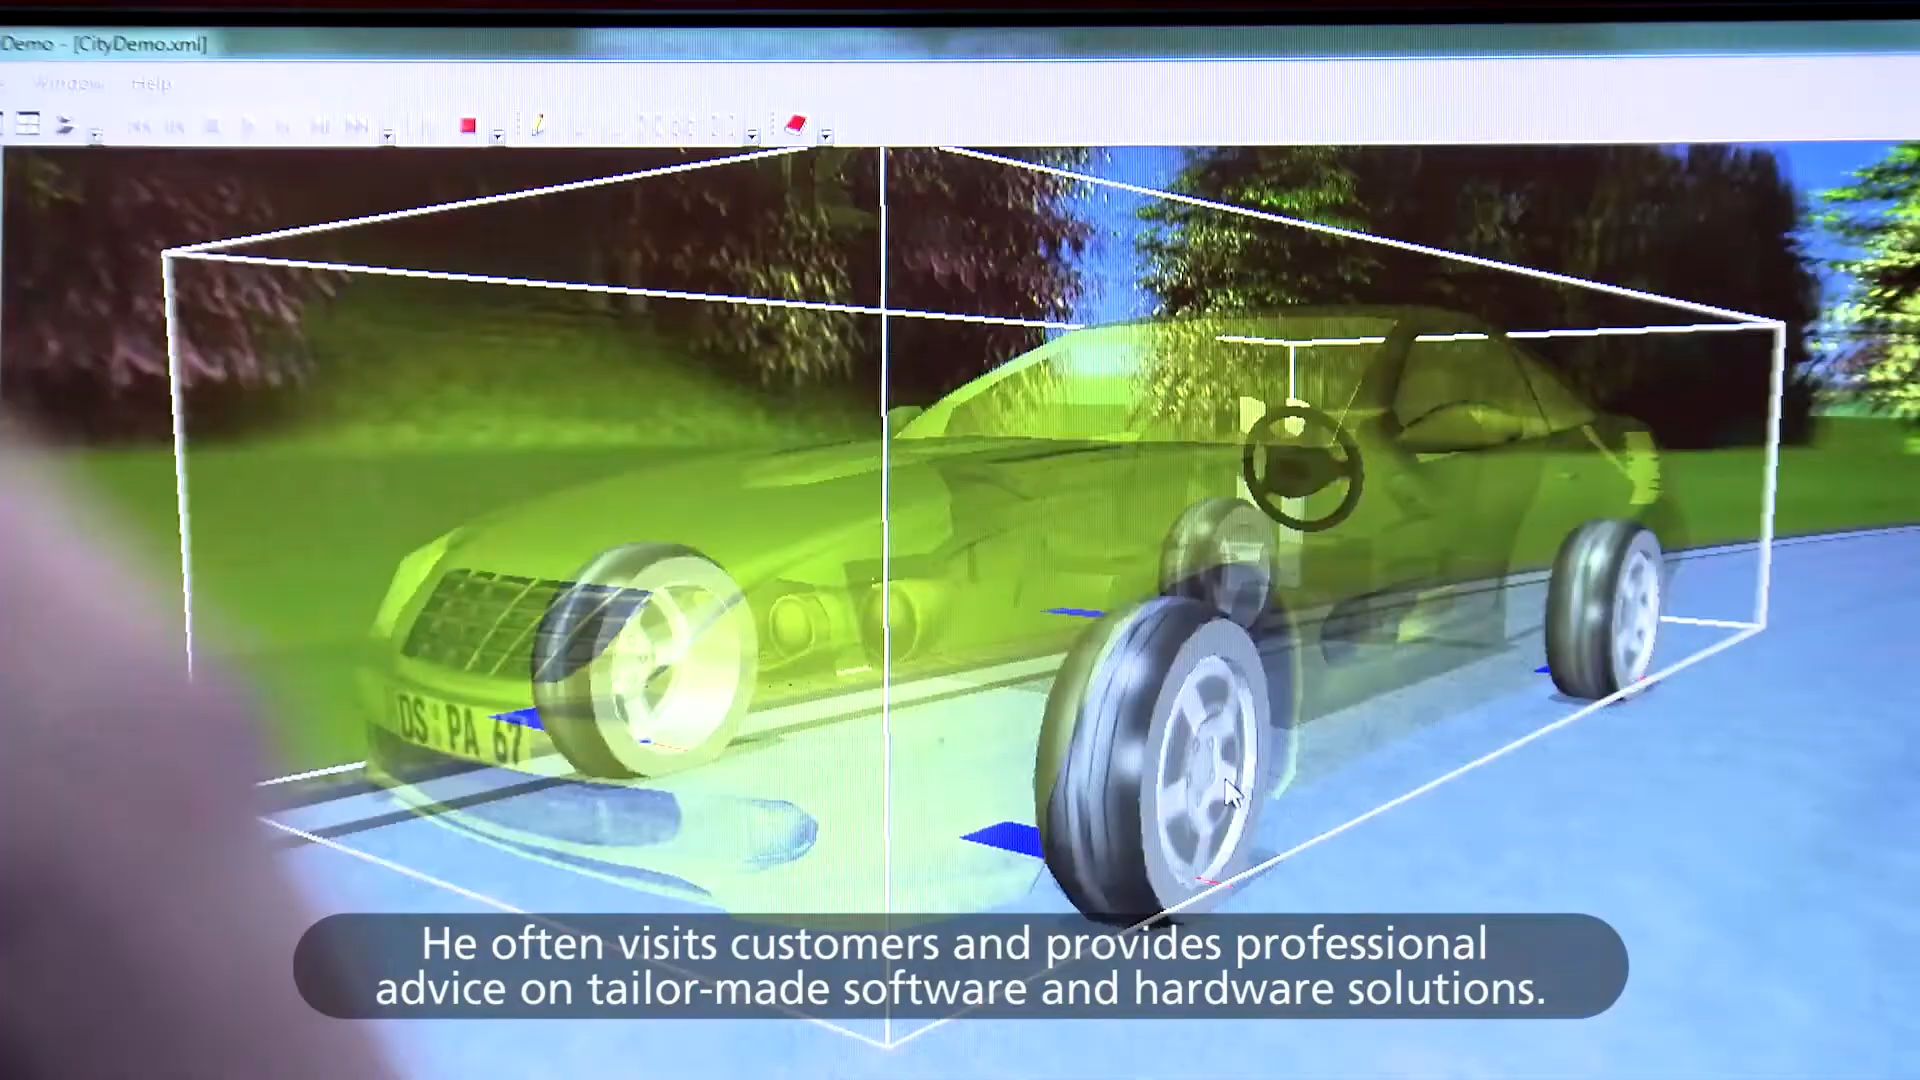 Demo - [CityDemo.xml]
Window Help
DS PA 67
He often visits customers and provides professional
advice on tailor-made software and hardware solutions.